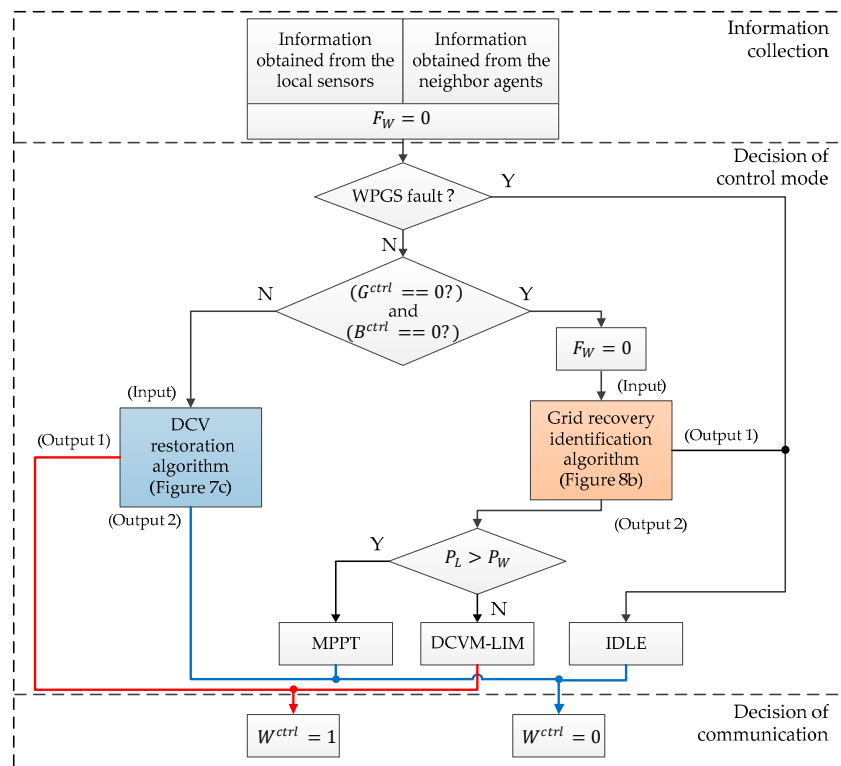 Information
collection
Information
obtained from the
local sensors
Information
obtained from the
neighbor agents
F_W = 0
Decision of
control mode
WPGS fault ?
Y
N
(G^{ctrl} == 0?)
and
(B^{ctrl} == 0?)
N
Y
F_W = 0
(Input)
(Input)
DCV
restoration
algorithm
(Figure 7c)
(Output 1)
(Output 2)
Grid recovery
identification
algorithm
(Figure 8b)
(Output 1)
(Output 2)
P_L > P_W
Y
N
MPPT
DCVM-LIM
IDLE
Decision of
communication
W^{ctrl} = 1
W^{ctrl} = 0